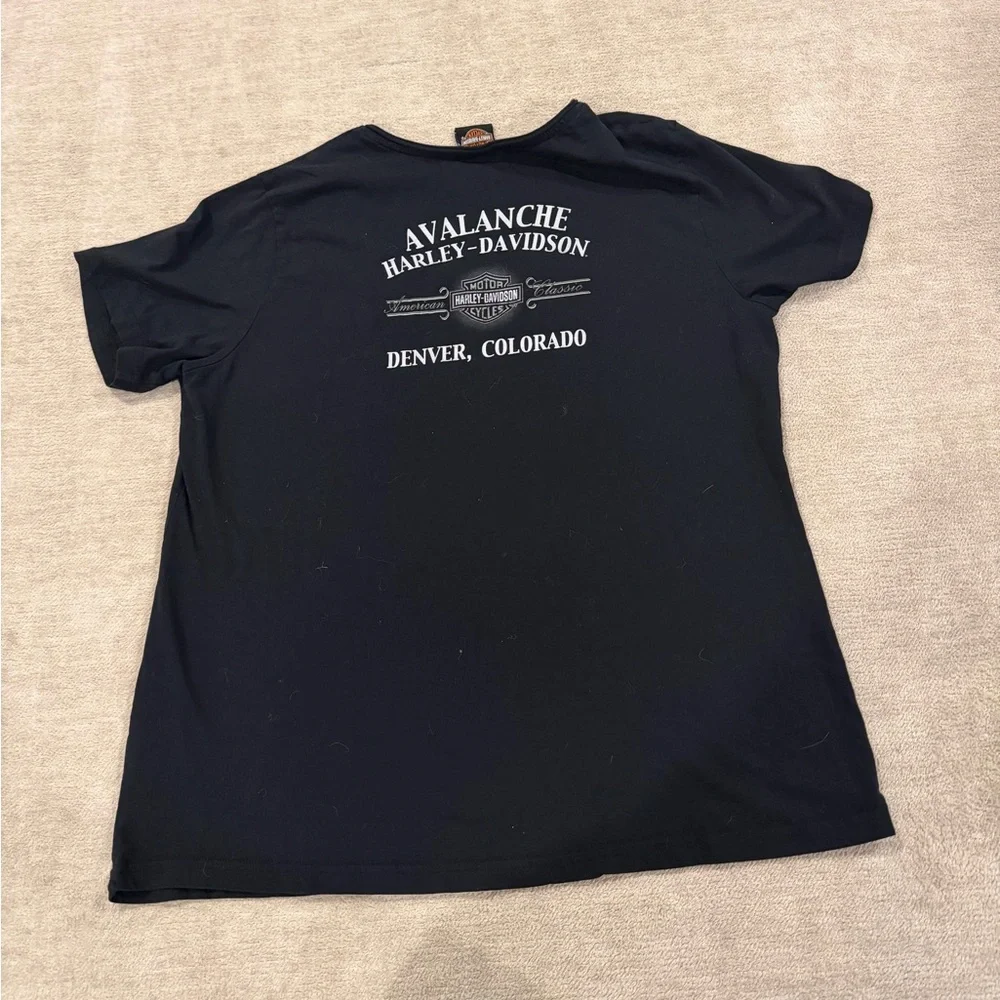 AVALANCHE
HARLEY-DAVIDSON
MOTOR
American HARLEY-DAVIDSON Classic
CYCLES
DENVER, COLORADO